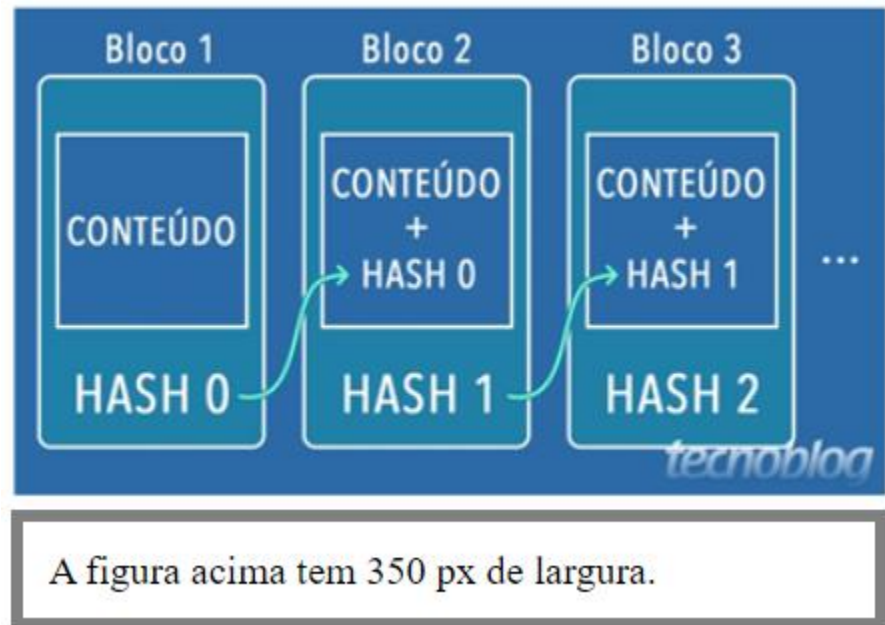 Bloco 1 Bloco 2 Bloco 3
CONTEÚDO
CONTEÚDO
+
HASH 0
CONTEÚDO
+
HASH 1
...
HASH 0 HASH 1 HASH 2
tecnoblog
A figura acima tem 350 px de largura.